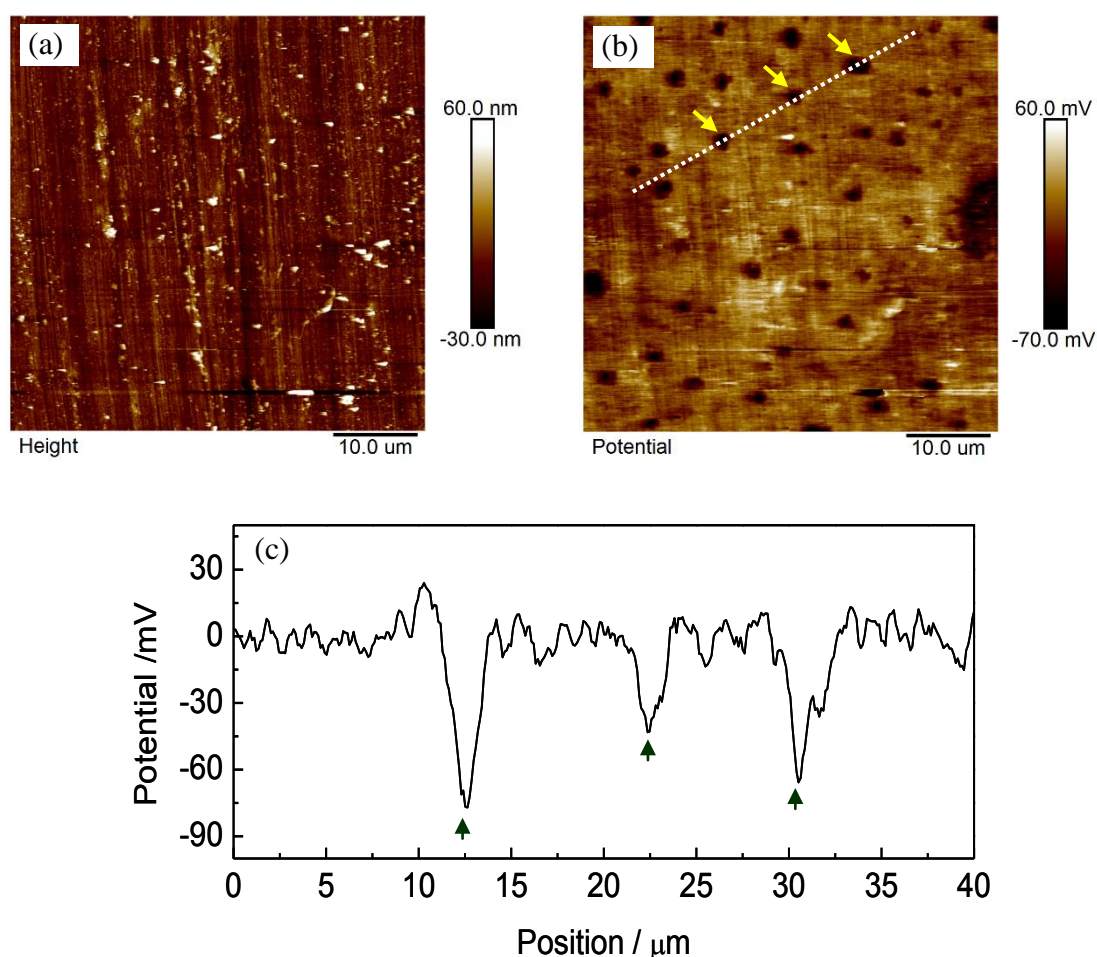 (a)
60.0 nm
-30.0 nm
Height
10.0 um
(b)
60.0 mV
-70.0 mV
Potential
10.0 um
(c)
Potential /mV
30
0
-30
-60
-90
0 5 10 15 20 25 30 35 40
Position / μm